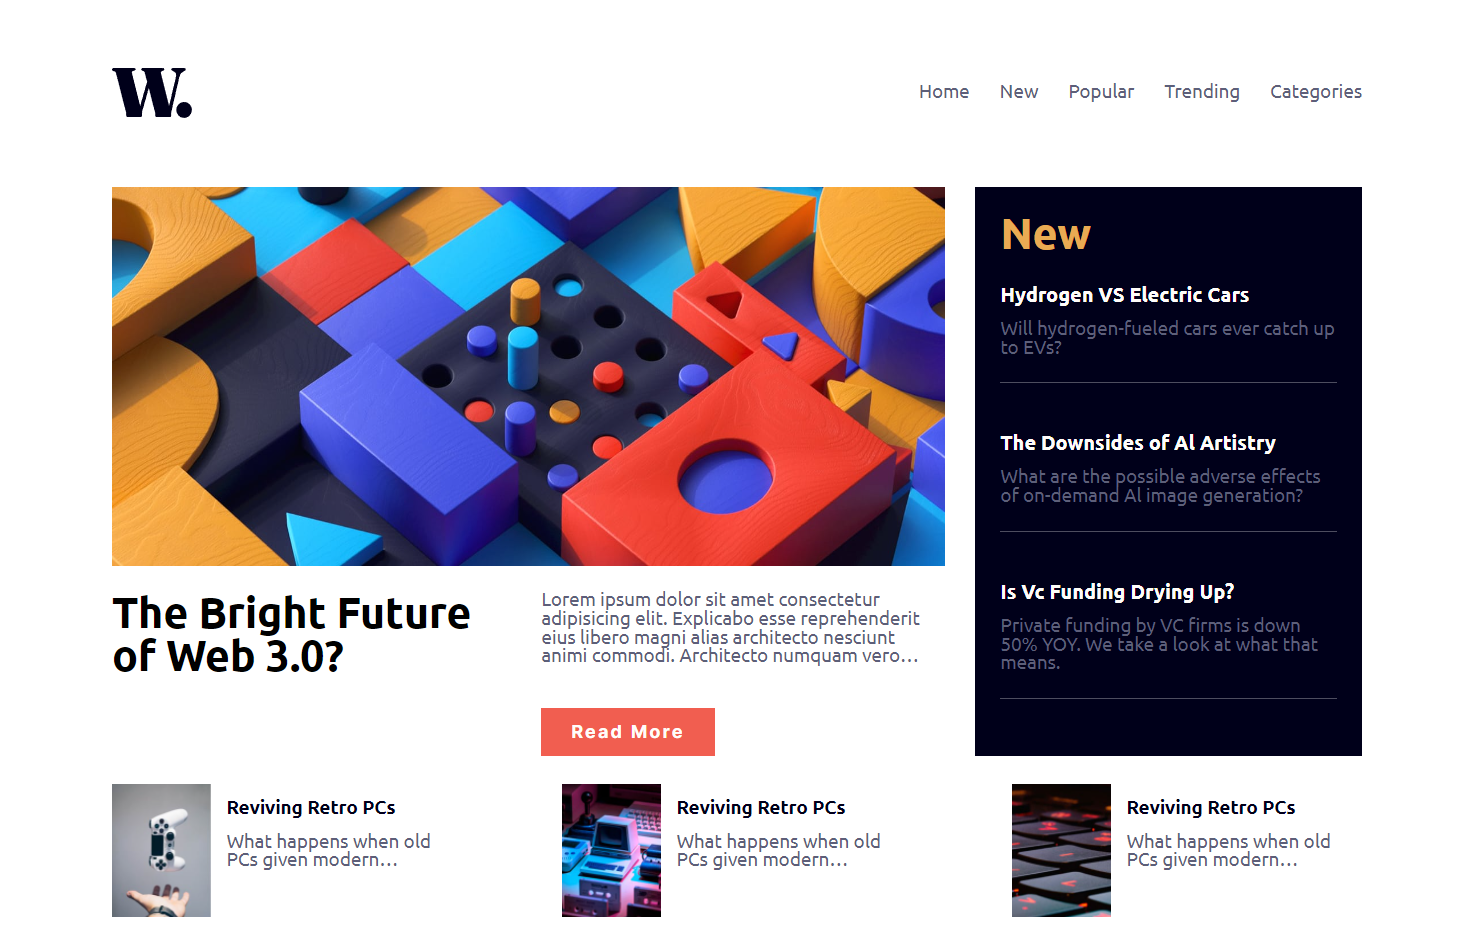 W.
Home New Popular Trending Categories
New
Hydrogen VS Electric Cars
Will hydrogen-fueled cars ever catch up
to EVs?
The Downsides of Al Artistry
What are the possible adverse effects
of on-demand Al image generation?
Is Vc Funding Drying Up?
Private funding by VC firms is down
50% YOY. We take a look at what that
means.
The Bright Future
of Web 3.0?
Lorem ipsum dolor sit amet consectetur
adipisicing elit. Explicabo esse reprehenderit
eius libero magni alias architecto nesciunt
animi commodi. Architecto numquam vero…
Read More
Reviving Retro PCs
What happens when old
PCs given modern…
Reviving Retro PCs
What happens when old
PCs given modern…
Reviving Retro PCs
What happens when old
PCs given modern…